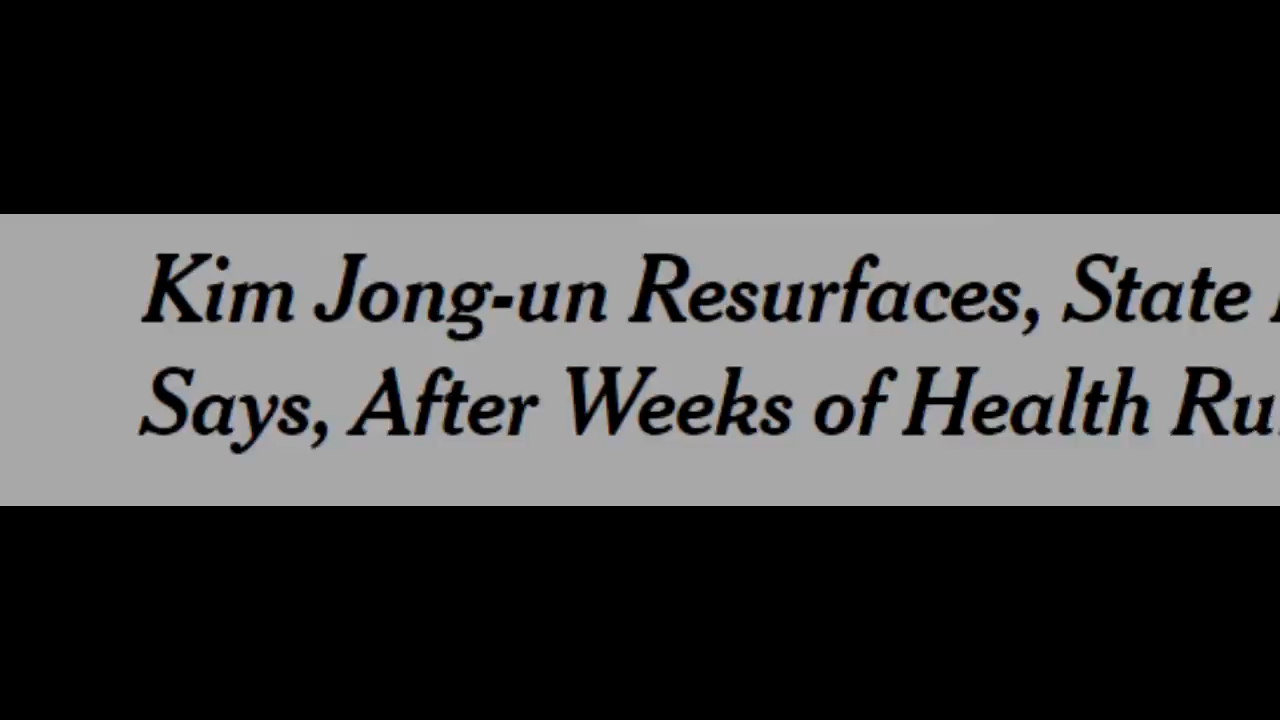 Kim Jong-un Resurfaces, State
Says, After Weeks of Health